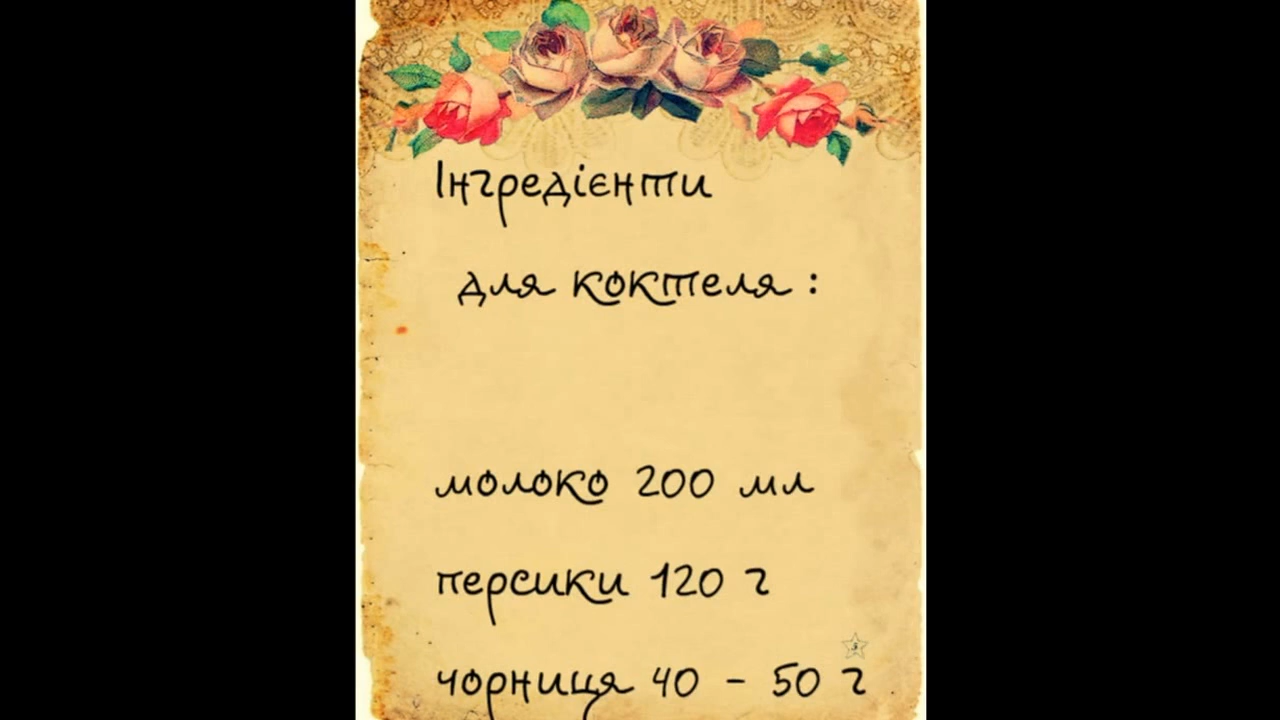 Інгредієнти
для коктеля :
молоко 200 мл
персики 120 г
чорниця 40 - 50 г